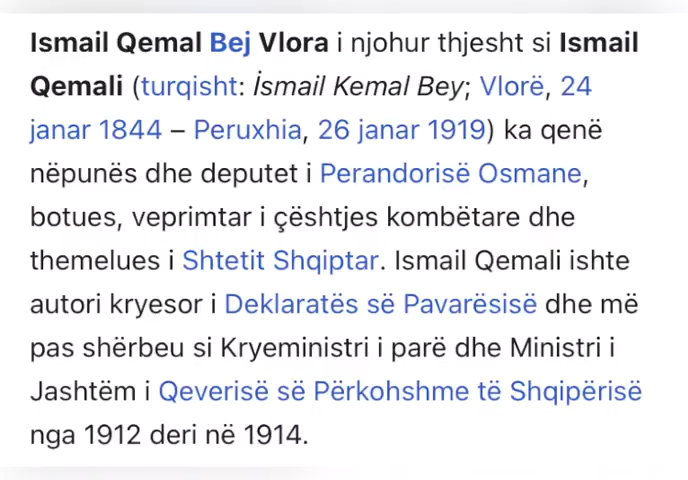 Ismail Qemal Bej Vlora i njohur thjesht si Ismail
Qemali (turqisht: İsmail Kemal Bey; Vlorë, 24
janar 1844 – Peruxhia, 26 janar 1919) ka qenë
nëpunës dhe deputet i Perandorisë Osmane,
botues, veprimtar i çështjes kombëtare dhe
themelues i Shtetit Shqiptar. Ismail Qemali ishte
autori kryesor i Deklaratës së Pavarësisë dhe më
pas shërbeu si Kryeministri i parë dhe Ministri i
Jashtëm i Qeverisë së Përkohshme të Shqipërisë
nga 1912 deri në 1914.